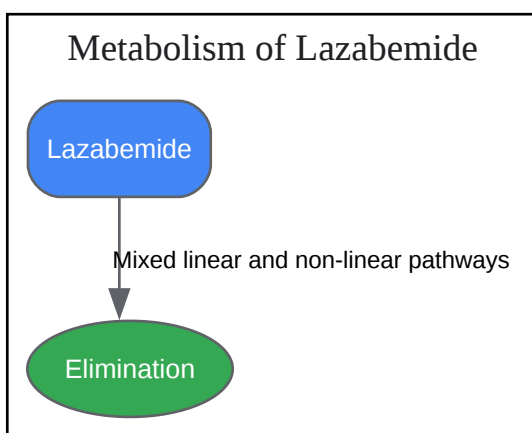 Metabolism of Lazabemide
Lazabemide
Mixed linear and non-linear pathways
Elimination